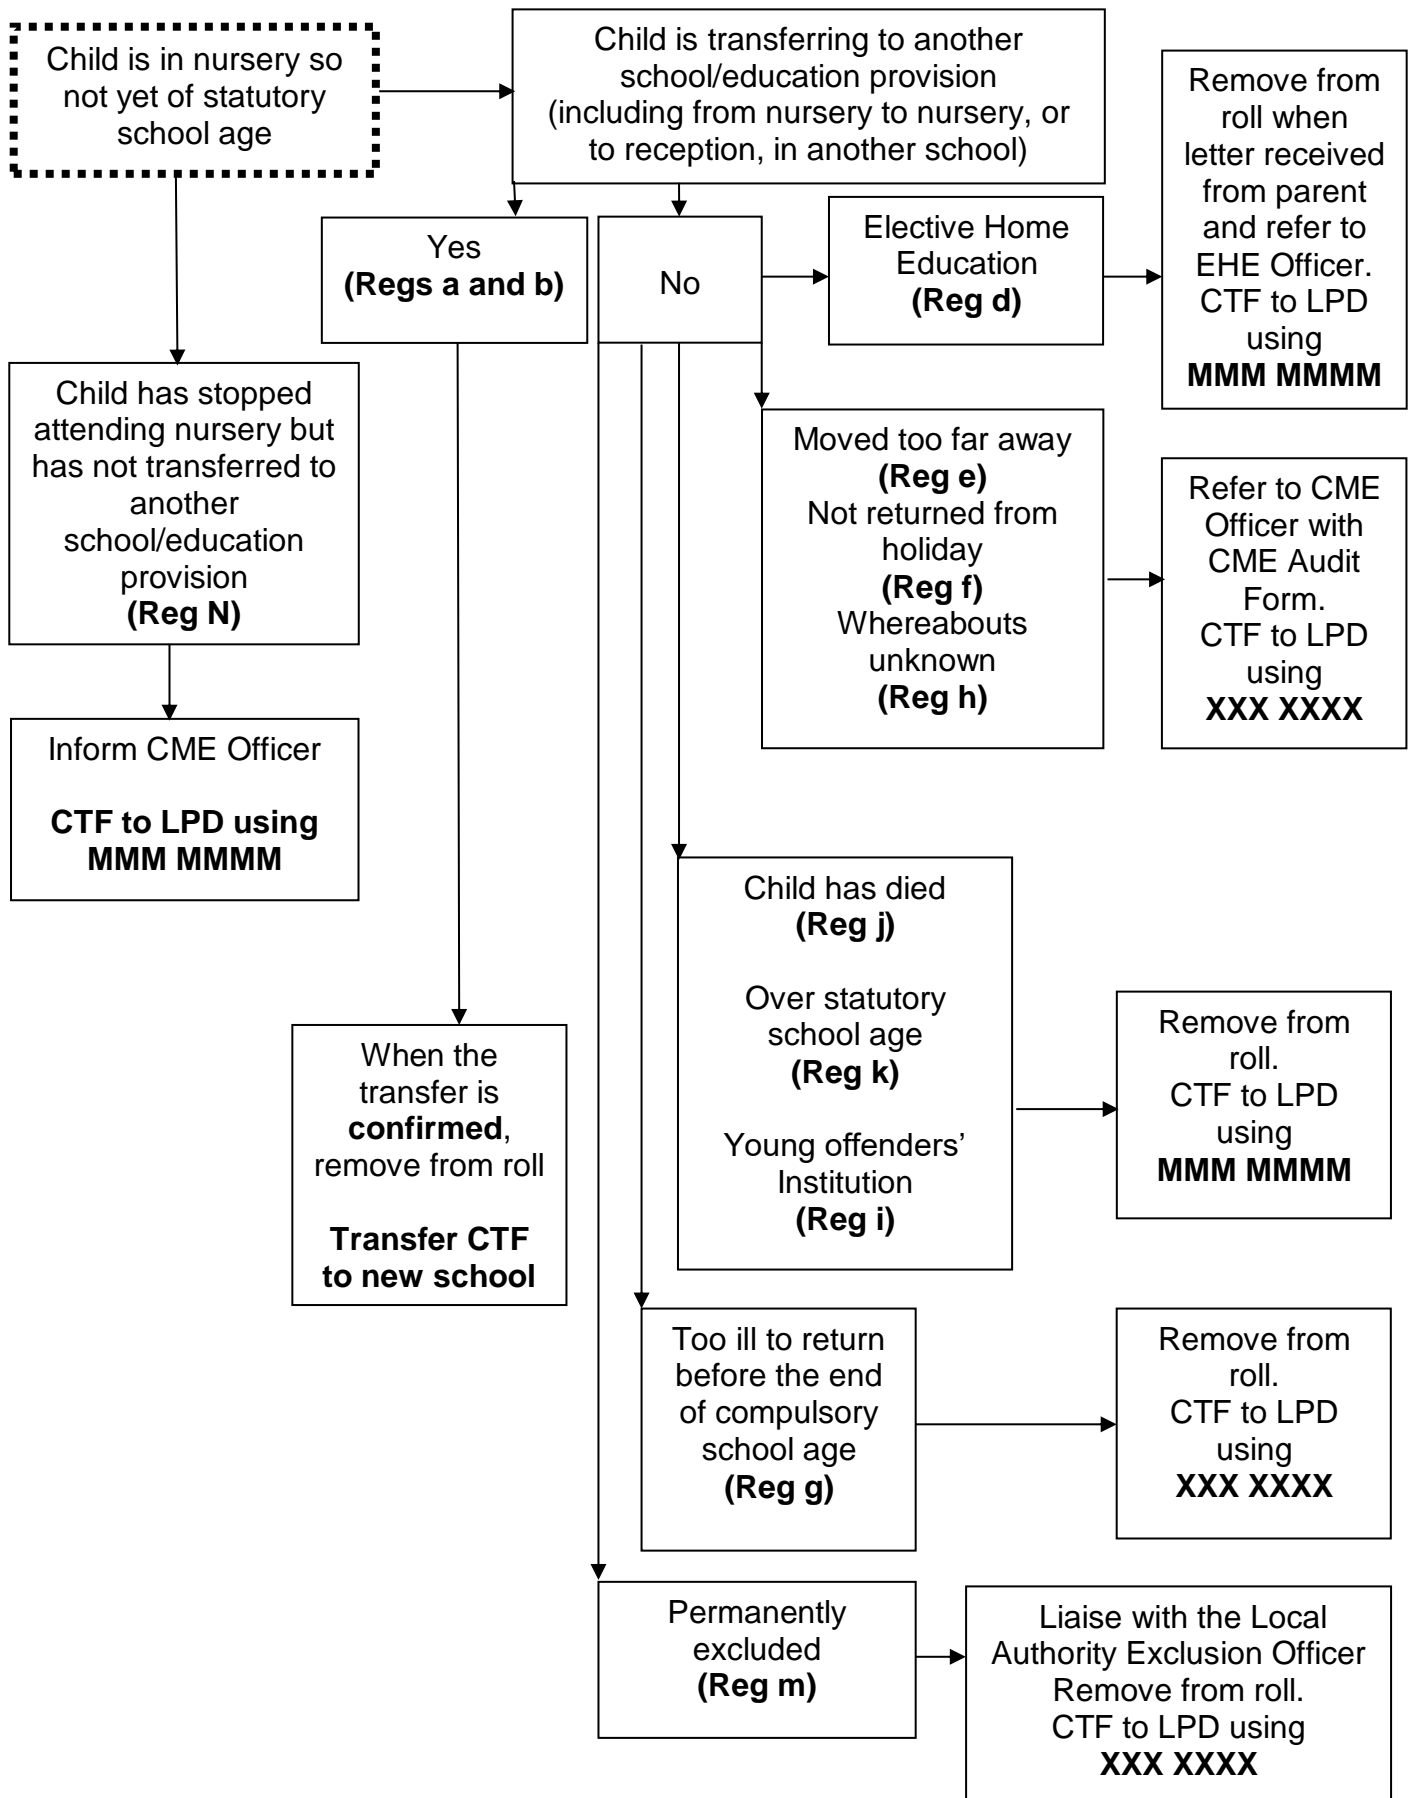 Child is in nursery so
not yet of statutory
school age
Child is transferring to another
school/education provision
(including from nursery to nursery, or
to reception, in another school)
Remove from
roll when
letter received
from parent
and refer to
EHE Officer.
CTF to LPD
using
MMM MMMM
Yes
(Regs a and b)
No
Elective Home
Education
(Reg d)
Child has stopped
attending nursery but
has not transferred to
another
school/education
provision
(Reg N)
Moved too far away
(Reg e)
Not returned from
holiday
(Reg f)
Whereabouts
unknown
(Reg h)
Refer to CME
Officer with
CME Audit
Form.
CTF to LPD
using
XXX XXXX
Inform CME Officer
CTF to LPD using
MMM MMMM
Child has died
(Reg j)
Over statutory
school age
(Reg k)
Young offenders’
Institution
(Reg i)
Remove from
roll.
CTF to LPD
using
MMM MMMM
When the
transfer is
confirmed,
remove from roll
Transfer CTF
to new school
Too ill to return
before the end
of compulsory
school age
(Reg g)
Remove from
roll.
CTF to LPD
using
XXX XXXX
Permanently
excluded
(Reg m)
Liaise with the Local
Authority Exclusion Officer
Remove from roll.
CTF to LPD using
XXX XXXX